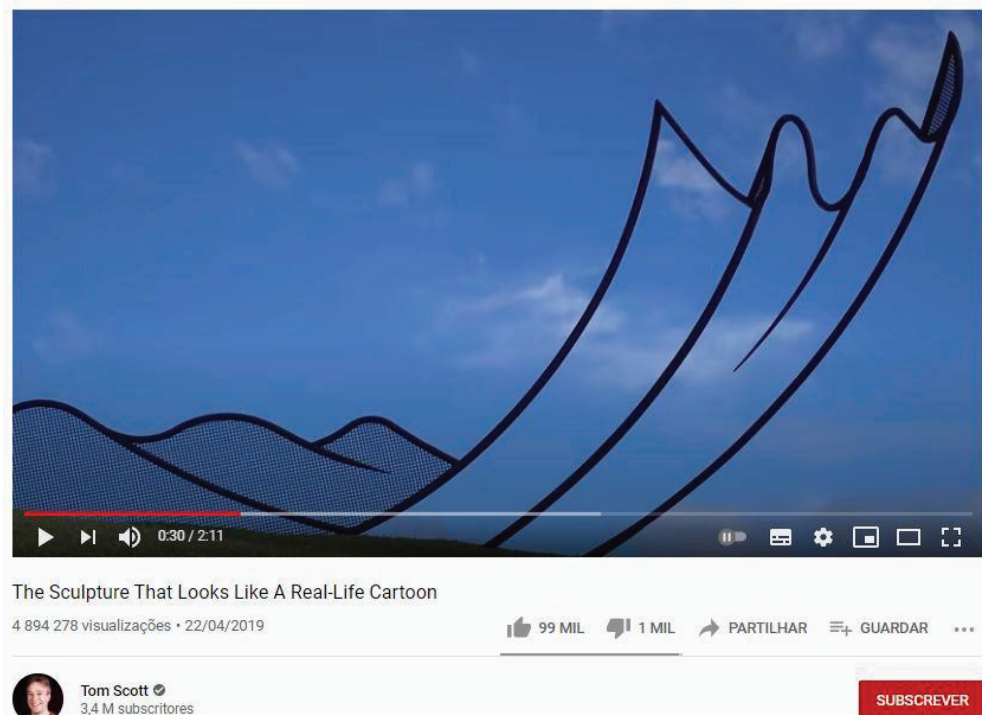 0:30 / 2:11
The Sculpture That Looks Like A Real-Life Cartoon
4 894 278 visualizações • 22/04/2019
99 MIL 1 MIL PARTILHAR GUARDAR
Tom Scott
3,4 M subscritores
SUBSCREVER